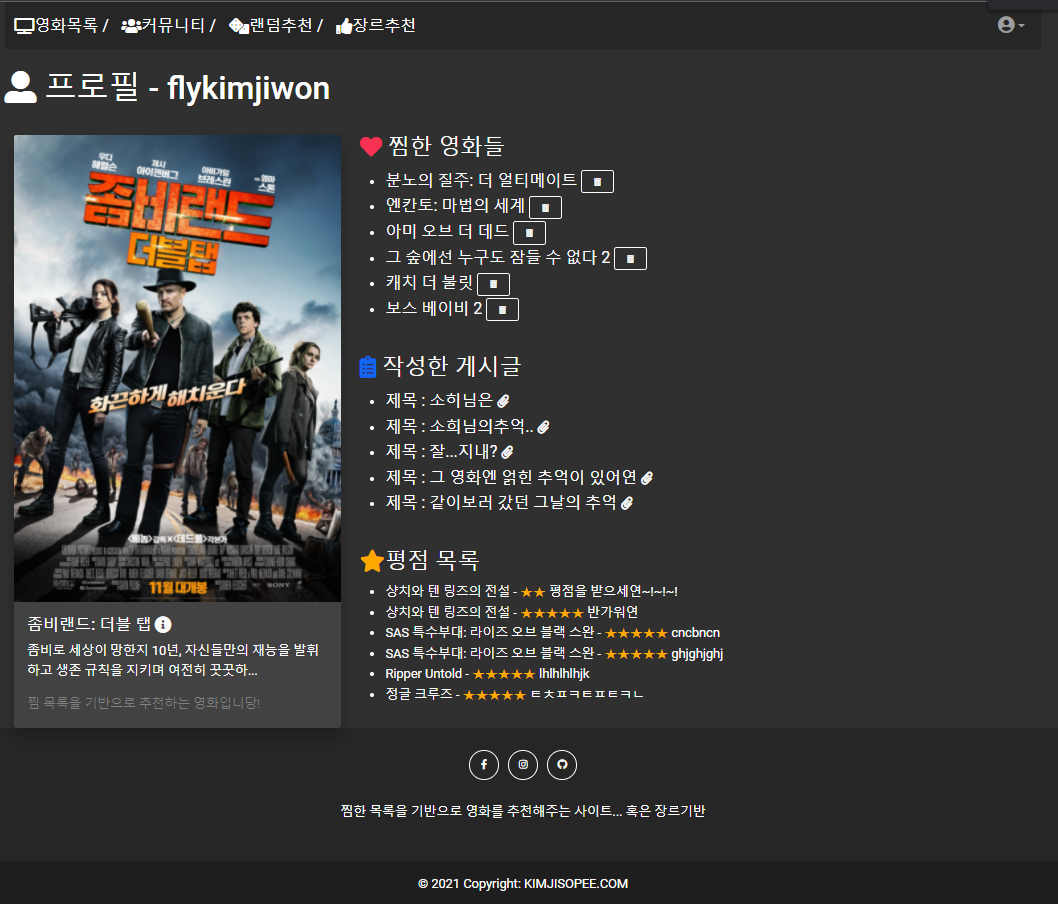 영화목록 / 커뮤니티 / 랜덤추천 / 장르추천
프로필 - flykimjiwon
우디 해럴슨
제시 아이젠버그
아비가일 브레스린
엠마 스톤
좀비랜드
더블 탭
화끈하게 해치운다
<베놈>감독×<데드풀>각본가
11월 대개봉
SONY
좀비랜드: 더블 탭
좀비로 세상이 망한지 10년, 자신들만의 재능을 발휘
하고 생존 규칙을 지키며 여전히 꿋꿋하...
찜 목록을 기반으로 추천하는 영화입니당!
찜한 영화들
분노의 질주: 더 얼티메이트
엔칸토: 마법의 세계
아미 오브 더 데드
그 숲에선 누구도 잠들 수 없다 2
캐치 더 불릿
보스 베이비 2
작성한 게시글
제목 : 소히님은
제목 : 소희님의추억..
제목 : 잘...지내?
제목 : 그 영화엔 얽힌 추억이 있어연
제목 : 같이보러 갔던 그날의 추억
평점 목록
샹치와 텐 링즈의 전설 - ★★ 평점을 받으세연~!~!~!
샹치와 텐 링즈의 전설 - ★★★★★ 반가워연
SAS 특수부대: 라이즈 오브 블랙 스완 - ★★★★★ cncbncn
SAS 특수부대: 라이즈 오브 블랙 스완 - ★★★★★ ghjghjghj
Ripper Untold - ★★★★★ lhlhlhlhjk
정글 크루즈 - ★★★★★ ㅌㅊㅍㅋㅌㅍㅌㅋㄴ
찜한 목록을 기반으로 영화를 추천해주는 사이트... 혹은 장르기반
© 2021 Copyright: KIMJISOPEE.COM